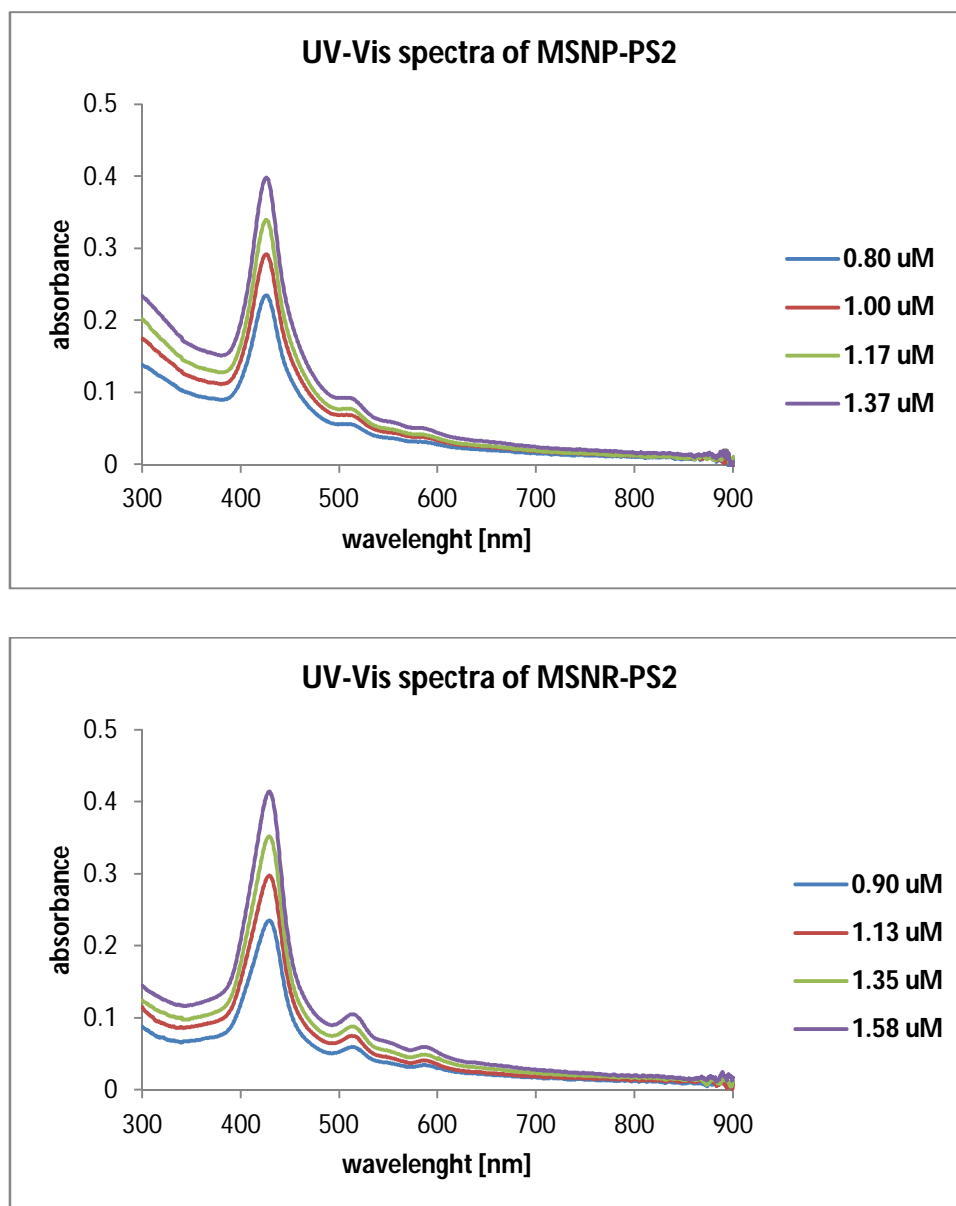 UV-Vis spectra of MSNP-PS2
0.5
0.4
0.3
0.2
0.1
0
absorbance
300 400 500 600 700 800 900
wavelenght [nm]
0.80 uM
1.00 uM
1.17 uM
1.37 uM
UV-Vis spectra of MSNR-PS2
0.5
0.4
0.3
0.2
0.1
0
absorbance
300 400 500 600 700 800 900
wavelenght [nm]
0.90 uM
1.13 uM
1.35 uM
1.58 uM